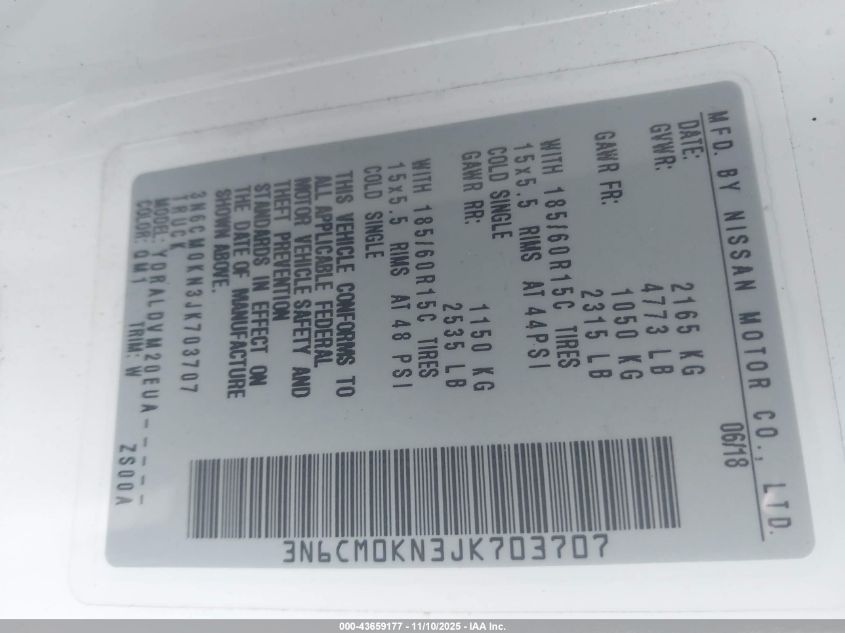 MFD. BY NISSAN MOTOR CO., LTD.
DATE: 06/18
GVWR: 2165 KG
4773 LB
GAWR FR: 1050 KG
2315 LB
WITH 185/60R15C TIRES
15x5.5 RIMS AT 44PSI
COLD SINGLE
GAWR RR: 1150 KG
2535 LB
WITH 185/60R15C TIRES
15x5.5 RIMS AT 48 PSI
COLD SINGLE
THIS VEHICLE CONFORMS TO
ALL APPLICABLE FEDERAL
MOTOR VEHICLE SAFETY AND
THEFT PREVENTION
STANDARDS IN EFFECT ON
THE DATE OF MANUFACTURE
SHOWN ABOVE.
3N6CM0KN3JK703707
TRUCK
MODEL: YDRALDVM20EUA-----
COLOR: QM1 TRIM: W ZS00A
3N6CM0KN3JK703707
000-43659177 - 11/10/2025 - IAA Inc.